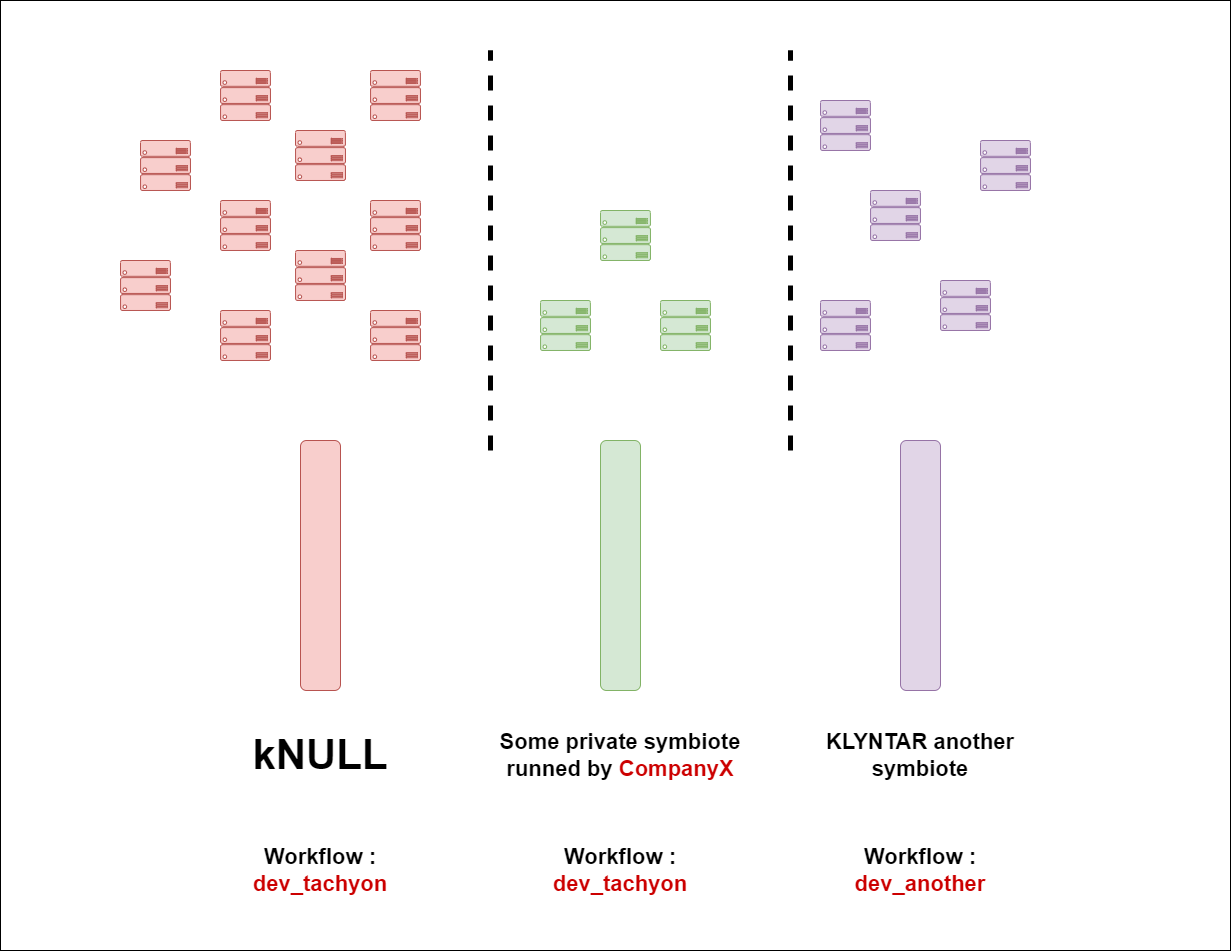 kNULL
Some private symbiote
runned by CompanyX
KLYNTAR another
symbiote
Workflow :
dev_tachyon
Workflow :
dev_tachyon
Workflow :
dev_another